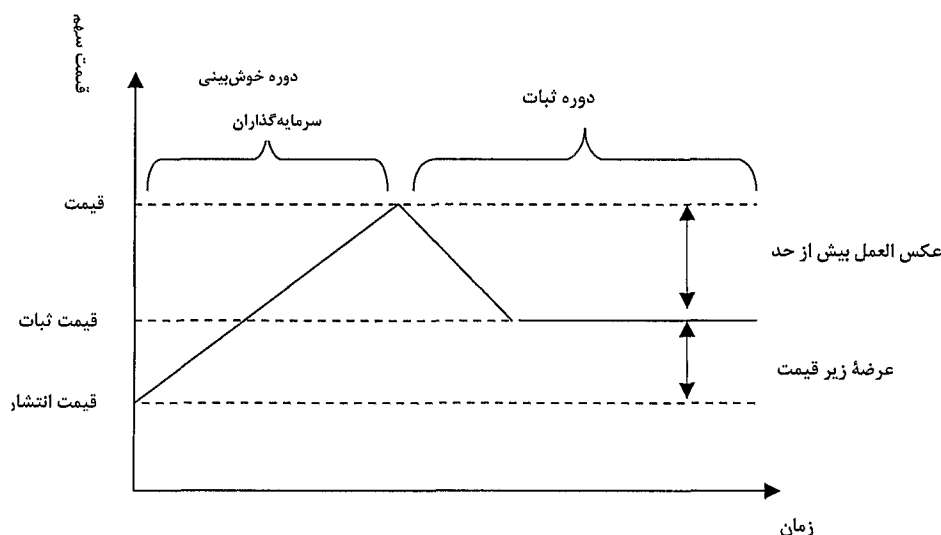 قیمت سهم
دوره خوش‌بینی
سرمایه‌گذاران
دوره ثبات
قیمت
عکس العمل بیش از حد
قیمت ثبات
عرضهٔ زیر قیمت
قیمت انتشار
زمان